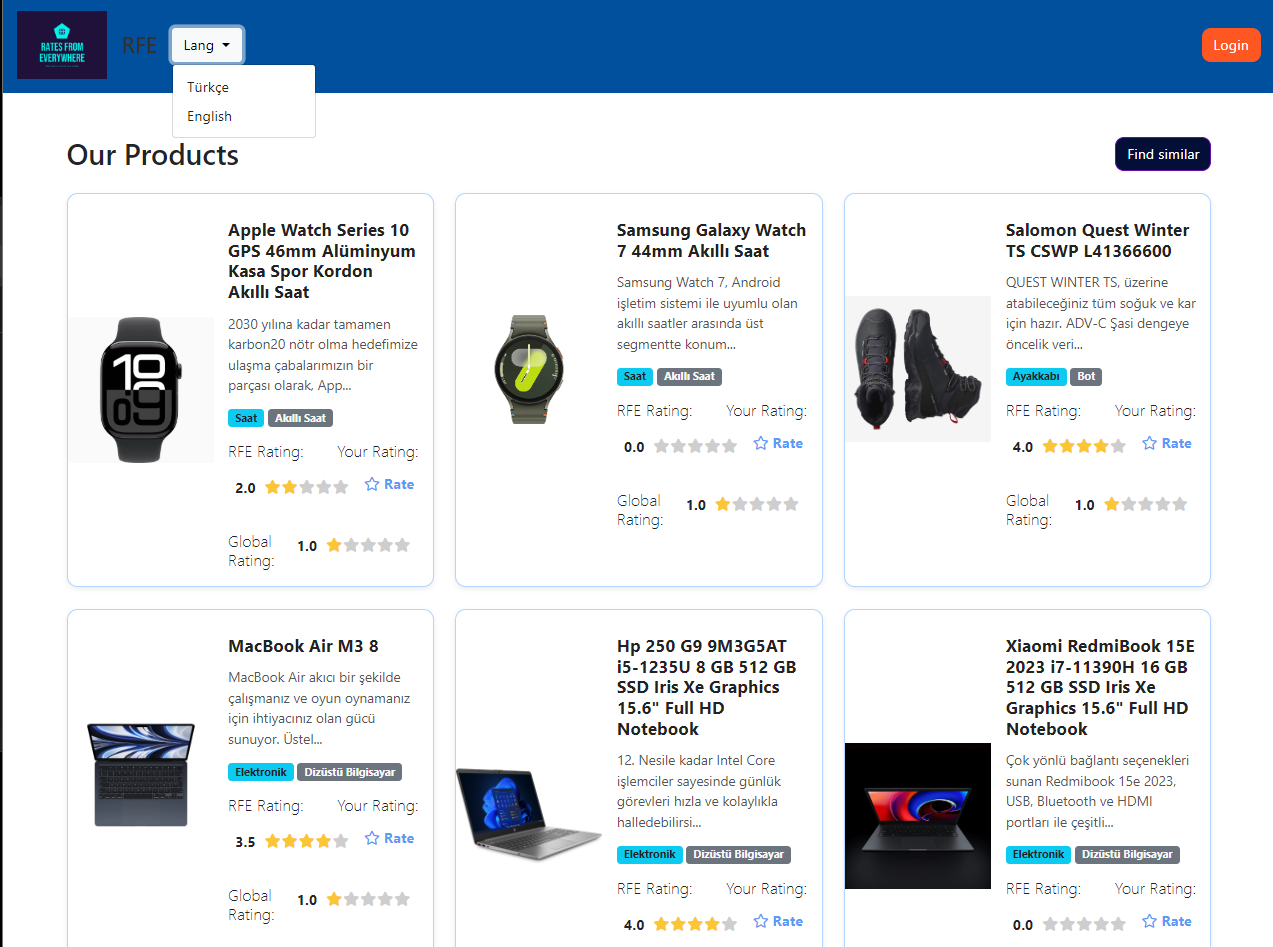 RATES FROM
EVERYWHERE
RFE
Lang
Login
Türkçe
English
Our Products
Find similar
Apple Watch Series 10
GPS 46mm Alüminyum
Kasa Spor Kordon
Akıllı Saat
2030 yılına kadar tamamen
karbon20 nötr olma hedefimize
ulaşma çabalarımızın bir
parçası olarak, App...
Saat Akıllı Saat
RFE Rating: Your Rating:
2.0 Rate
Global
Rating:
1.0
Samsung Galaxy Watch
7 44mm Akıllı Saat
Samsung Watch 7, Android
işletim sistemi ile uyumlu olan
akıllı saatler arasında üst
segmentte konum...
Saat Akıllı Saat
RFE Rating: Your Rating:
0.0 Rate
Global
Rating:
1.0
Salomon Quest Winter
TS CSWP L41366600
QUEST WINTER TS, üzerine
atabileceğiniz tüm soğuk ve kar
için hazır. ADV-C Şasi dengeye
öncelik veri...
Ayakkabı Bot
RFE Rating: Your Rating:
4.0 Rate
Global
Rating:
1.0
MacBook Air M3 8
MacBook Air akıcı bir şekilde
çalışmanız ve oyun oynamanız
için ihtiyacınız olan gücü
sunuyor. Üstel...
Elektronik Dizüstü Bilgisayar
RFE Rating: Your Rating:
3.5 Rate
Global
Rating:
1.0
Hp 250 G9 9M3G5AT
i5-1235U 8 GB 512 GB
SSD Iris Xe Graphics
15.6" Full HD
Notebook
12. Nesile kadar Intel Core
işlemciler sayesinde günlük
görevleri hızla ve kolaylıkla
halledebilirsi...
Elektronik Dizüstü Bilgisayar
RFE Rating: Your Rating:
4.0 Rate
Xiaomi RedmiBook 15E
2023 i7-11390H 16 GB
512 GB SSD Iris Xe
Graphics 15.6" Full HD
Notebook
Çok yönlü bağlantı seçenekleri
sunan Redmibook 15e 2023,
USB, Bluetooth ve HDMI
portları ile çeşitli...
Elektronik Dizüstü Bilgisayar
RFE Rating: Your Rating:
0.0 Rate